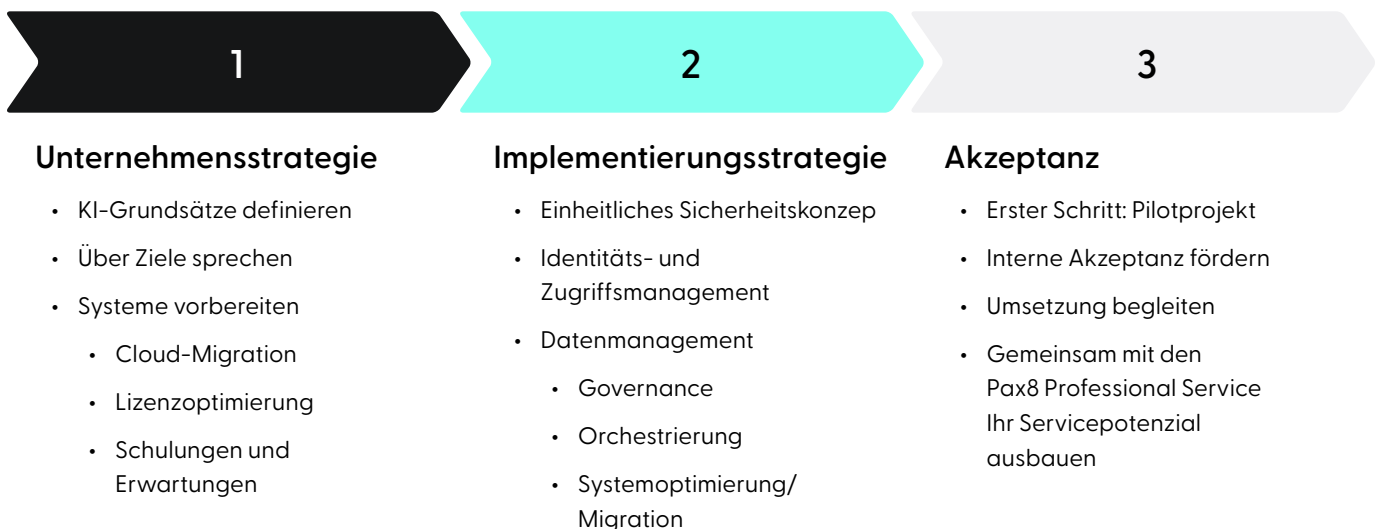 1
2
3
Unternehmensstrategie
• KI-Grundsätze definieren
• Über Ziele sprechen
• Systeme vorbereiten
• Cloud-Migration
• Lizenzoptimierung
• Schulungen und
Erwartungen
Implementierungsstrategie
• Einheitliches Sicherheitskonzep
• Identitäts- und
Zugriffsmanagement
• Datenmanagement
• Governance
• Orchestrierung
• Systemoptimierung/
Migration
Akzeptanz
• Erster Schritt: Pilotprojekt
• Interne Akzeptanz fördern
• Umsetzung begleiten
• Gemeinsam mit den
Pax8 Professional Service
Ihr Servicepotenzial
ausbauen